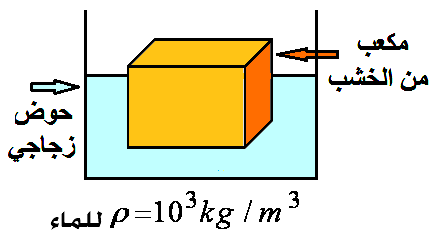 مكعب
من الخشب
حوض
زجاجي
للماء ρ=10³kg/m³